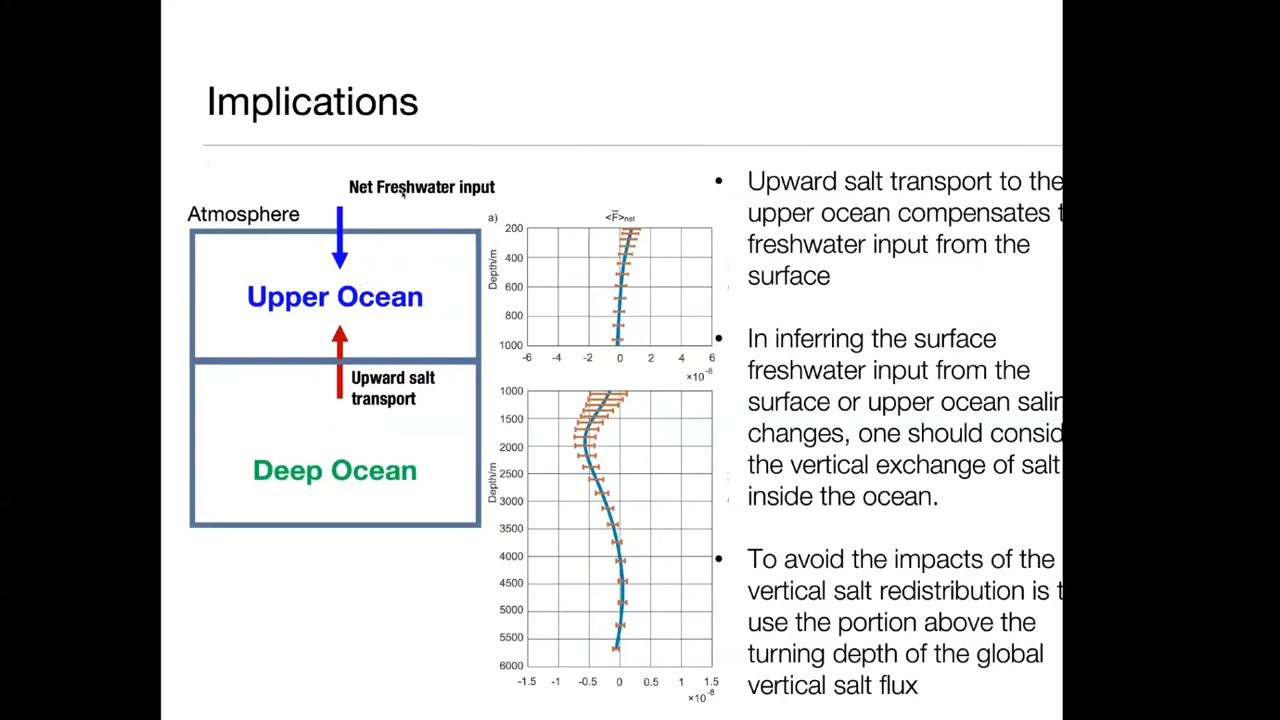 Implications
Net Freshwater input
Atmosphere
Upper Ocean
Upward salt
transport
Deep Ocean
a)
<F̅>net
Depth/m
200
400
600
800
1000
-6 -4 -2 0 2 4 6
×10⁻⁸
Depth/m
1000
1500
2000
2500
3000
3500
4000
4500
5000
5500
6000
-1.5 -1 -0.5 0 0.5 1 1.5
×10⁻⁸
• Upward salt transport to the
upper ocean compensates
freshwater input from the
surface
• In inferring the surface
freshwater input from the
surface or upper ocean
changes, one should
the vertical exchange of salt
inside the ocean.
• To avoid the impacts of the
vertical salt redistribution is
use the portion above the
turning depth of the global
vertical salt flux